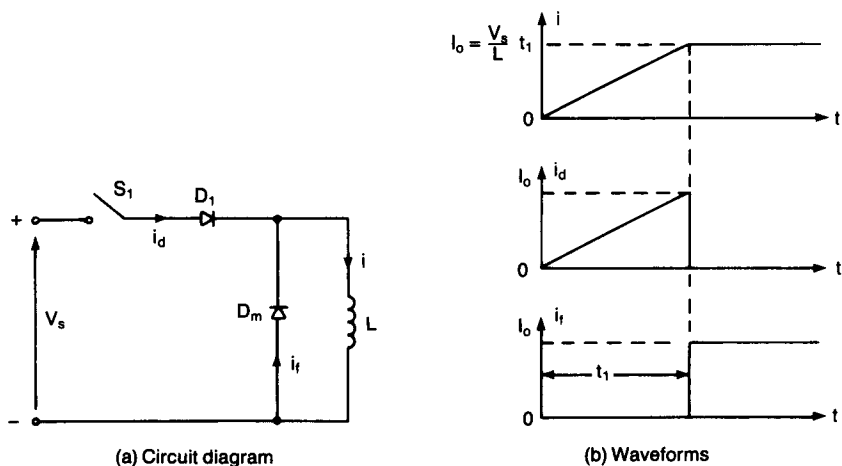 S₁
D₁
+
i_d
i
V_s
D_m
L
i_f
−
(a) Circuit diagram
i
I_o = V_s/L t₁
0
t
I_o
i_d
0
t
I_o
i_f
t₁
0
t
(b) Waveforms